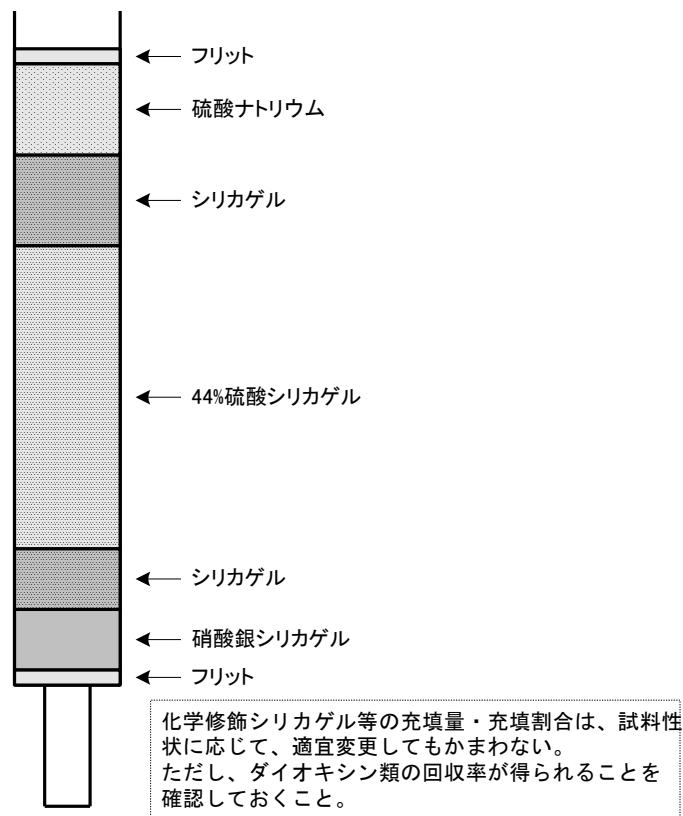 フリット
硫酸ナトリウム
シリカゲル
44%硫酸シリカゲル
シリカゲル
硝酸銀シリカゲル
フリット
化学修飾シリカゲル等の充填量・充填割合は、試料性
状に応じて、適宜変更してもかまわない。
ただし、ダイオキシン類の回収率が得られることを
確認しておくこと。